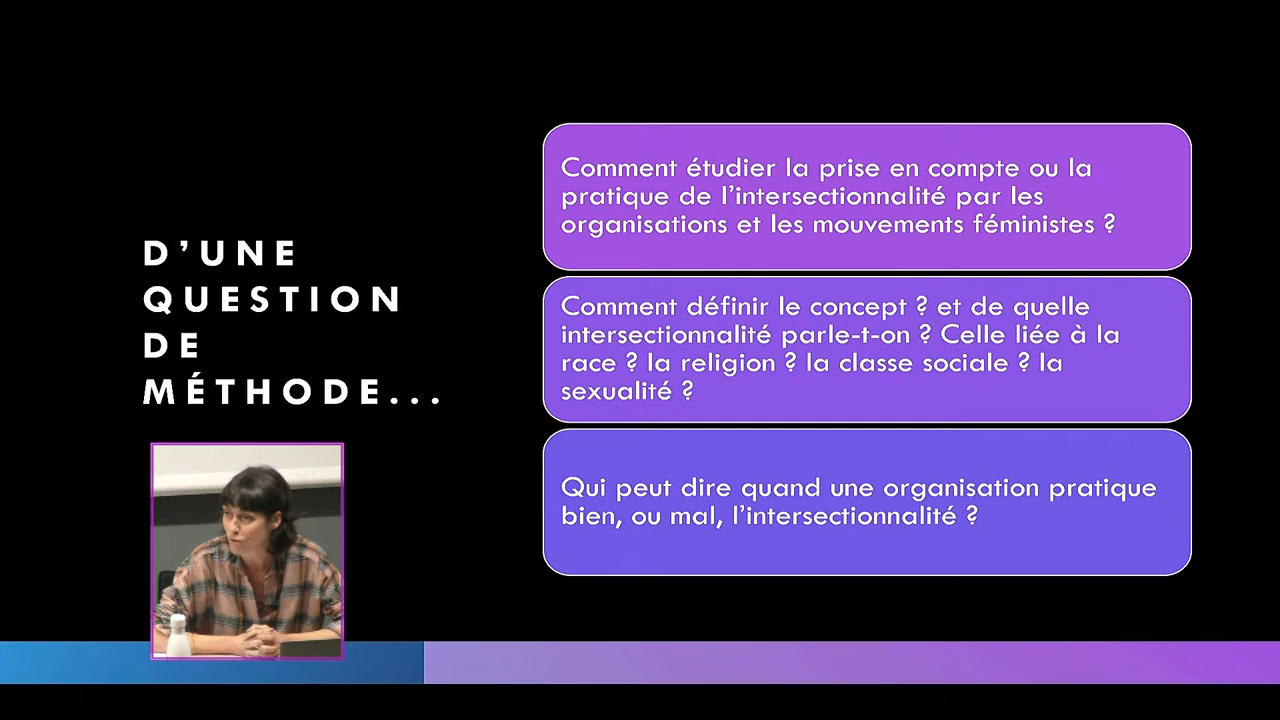 D'UNE
QUESTION
DE
MÉTHODE...
Comment étudier la prise en compte ou la
pratique de l'intersectionnalité par les
organisations et les mouvements féministes ?
Comment définir le concept ? et de quelle
intersectionnalité parle-t-on ? Celle liée à la
race ? la religion ? la classe sociale ? la
sexualité ?
Qui peut dire quand une organisation pratique
bien, ou mal, l'intersectionnalité ?